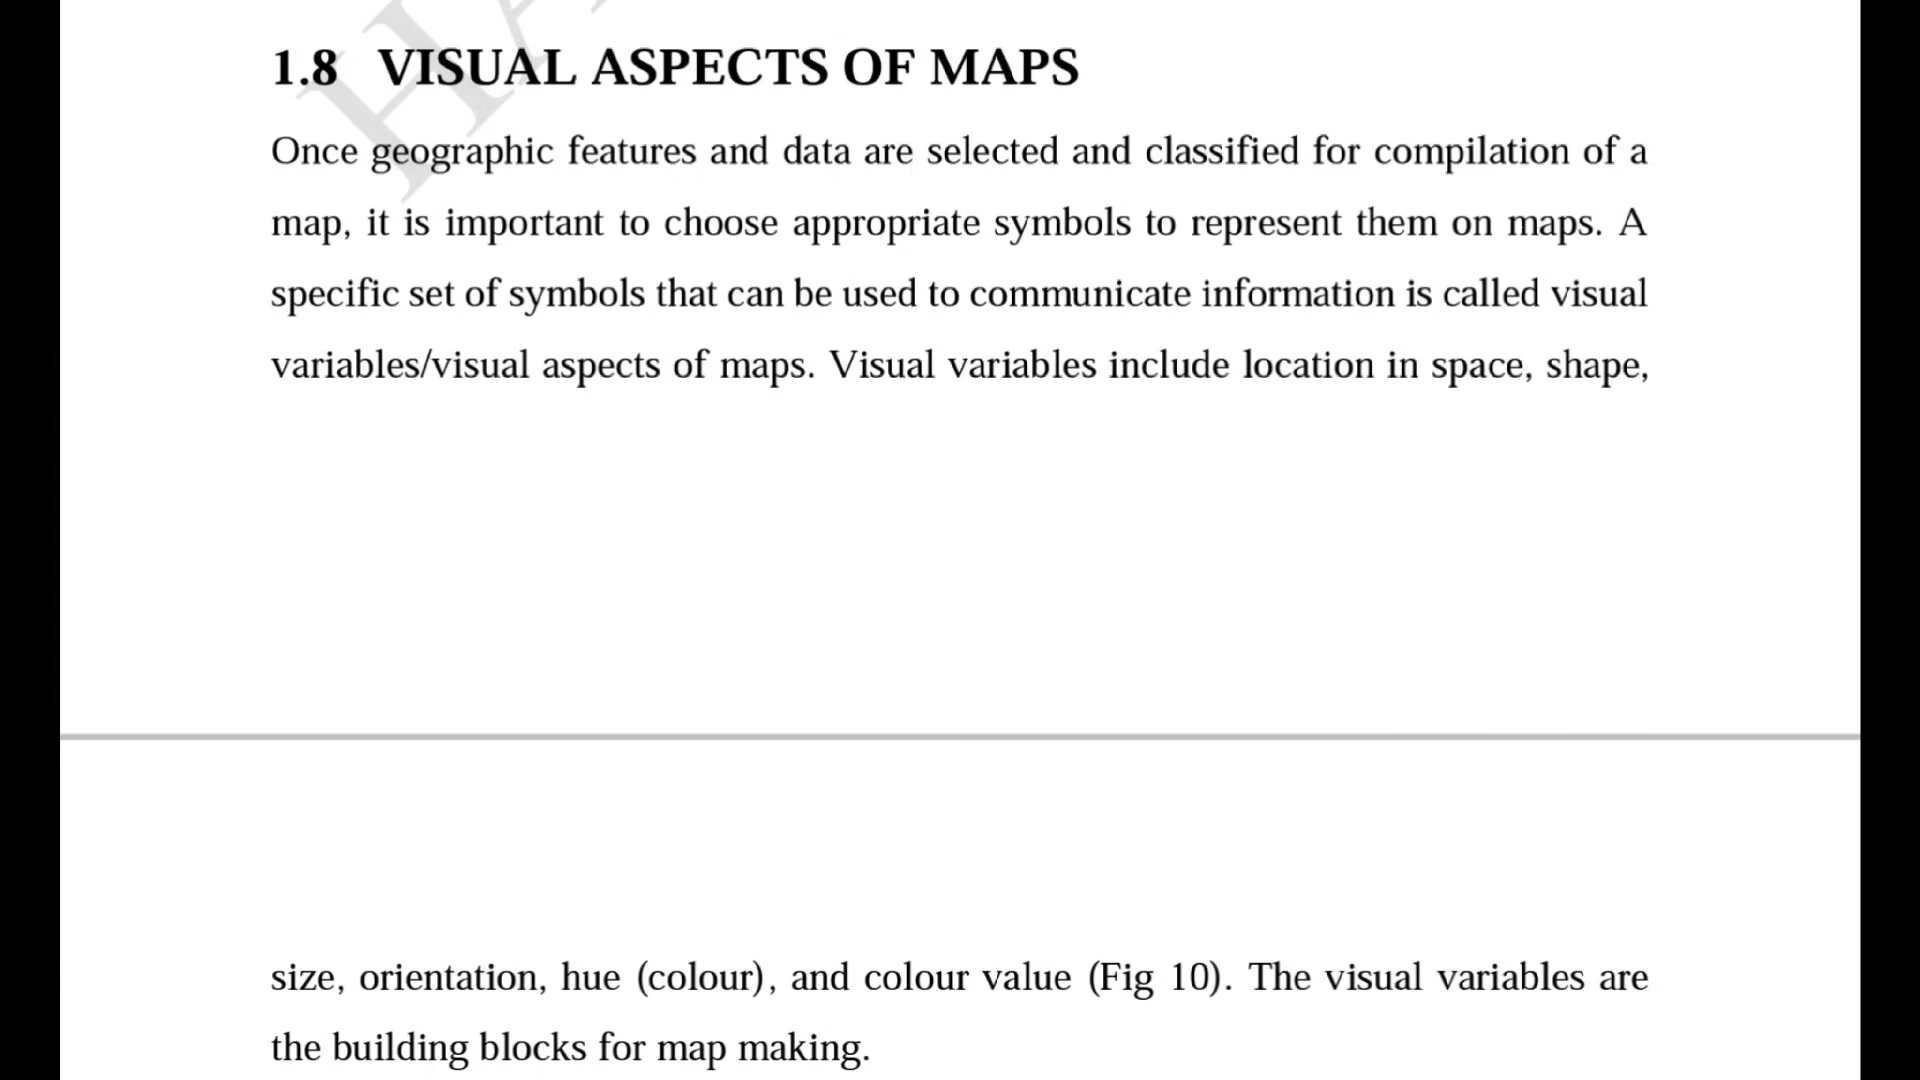 1.8 VISUAL ASPECTS OF MAPS
Once geographic features and data are selected and classified for compilation of a
map, it is important to choose appropriate symbols to represent them on maps. A
specific set of symbols that can be used to communicate information is called visual
variables/visual aspects of maps. Visual variables include location in space, shape,
size, orientation, hue (colour), and colour value (Fig 10). The visual variables are
the building blocks for map making.